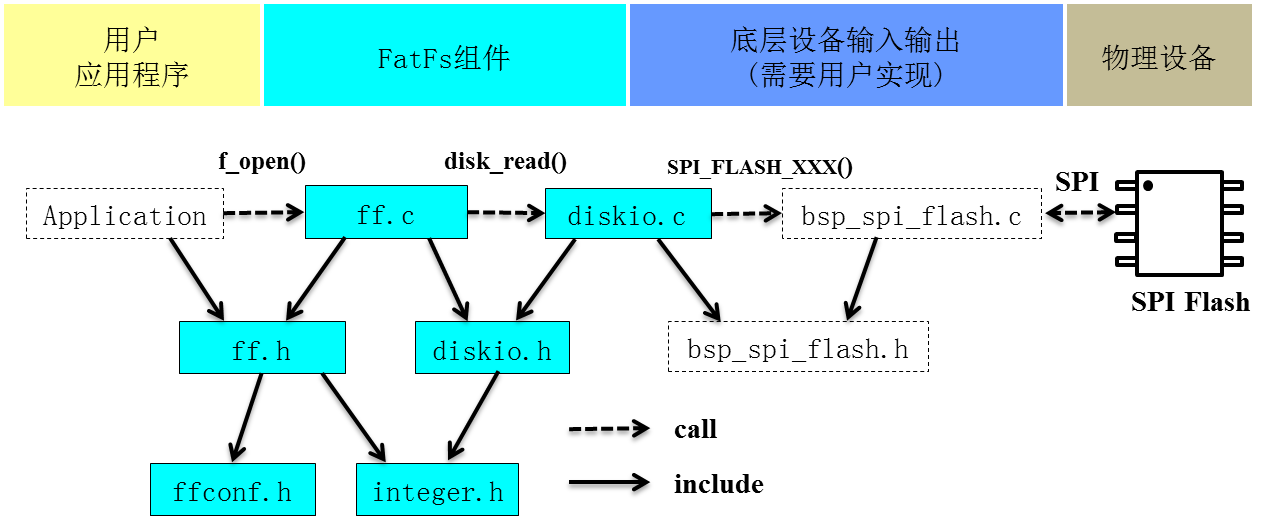 用户
应用程序
FatFs组件
底层设备输入输出
(需要用户实现)
物理设备
f_open()
disk_read()
SPI_FLASH_XXX()
SPI
Application
ff.c
diskio.c
bsp_spi_flash.c
SPI Flash
ff.h
diskio.h
bsp_spi_flash.h
call
include
ffconf.h
integer.h